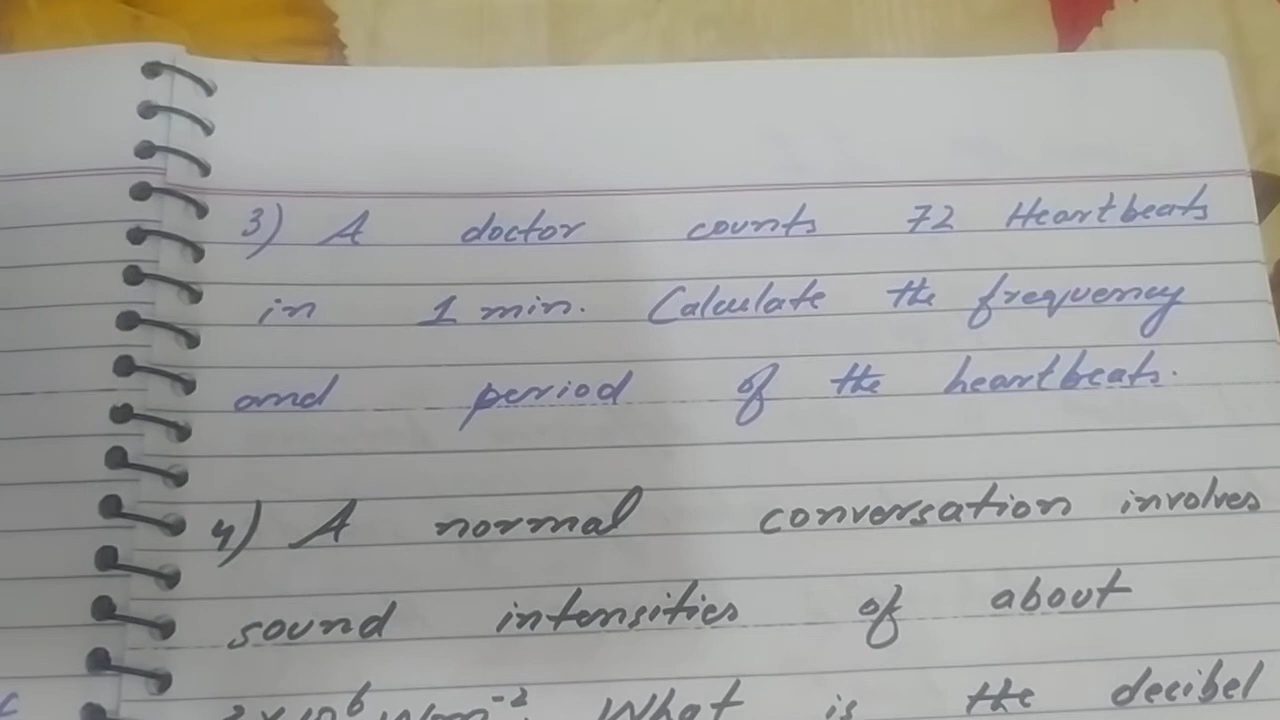 3) A doctor counts 72 Heartbeats
in 1 min. Calculate the frequency
and period of the heartbeats.
4) A normal conversation involves
sound intensities of about
What is the decibel